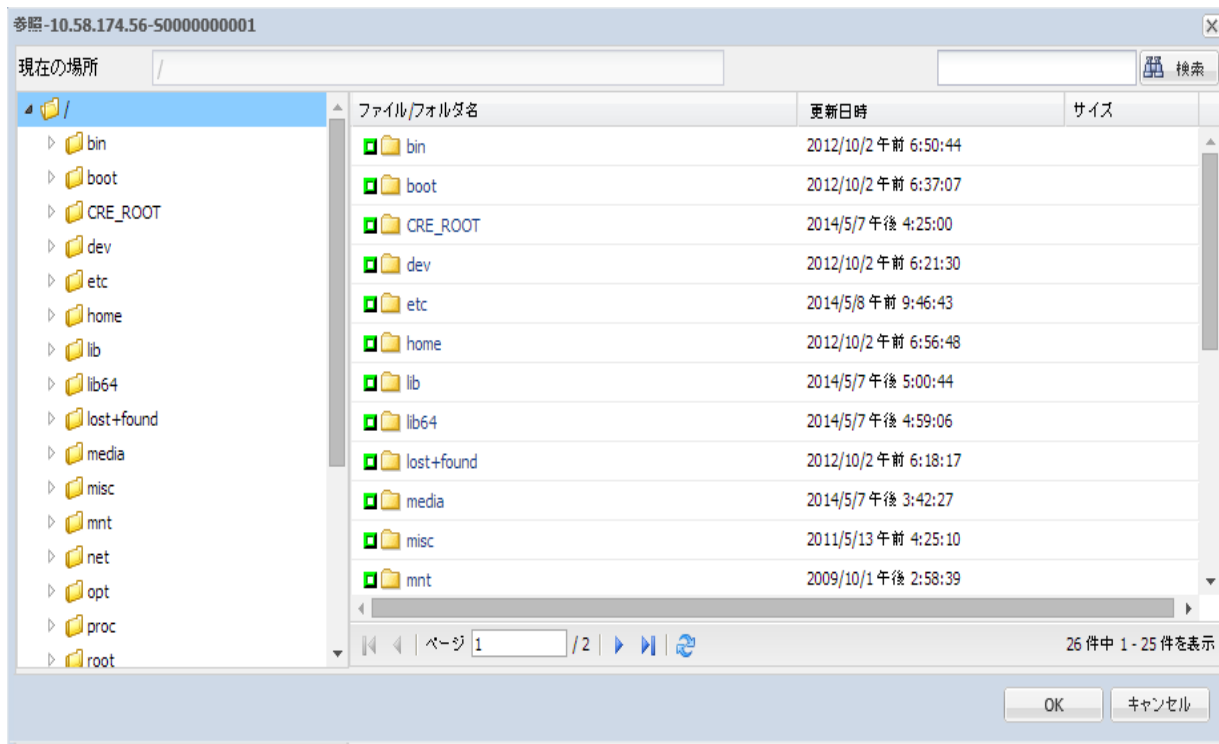 参照-10.58.174.56-S0000000001
現在の場所 / 検索
/
bin
boot
CRE_ROOT
dev
etc
home
lib
lib64
lost+found
media
misc
mnt
net
opt
proc
root
ファイル/フォルダ名 更新日時 サイズ
bin 2012/10/2 午前 6:50:44
boot 2012/10/2 午前 6:37:07
CRE_ROOT 2014/5/7 午後 4:25:00
dev 2012/10/2 午前 6:21:30
etc 2014/5/8 午前 9:46:43
home 2012/10/2 午前 6:56:48
lib 2014/5/7 午後 5:00:44
lib64 2014/5/7 午後 4:59:06
lost+found 2012/10/2 午前 6:18:17
media 2014/5/7 午後 3:42:27
misc 2011/5/13 午前 4:25:10
mnt 2009/10/1 午後 2:58:39
ページ 1 / 2 26 件中 1 - 25 件を表示
OK キャンセル